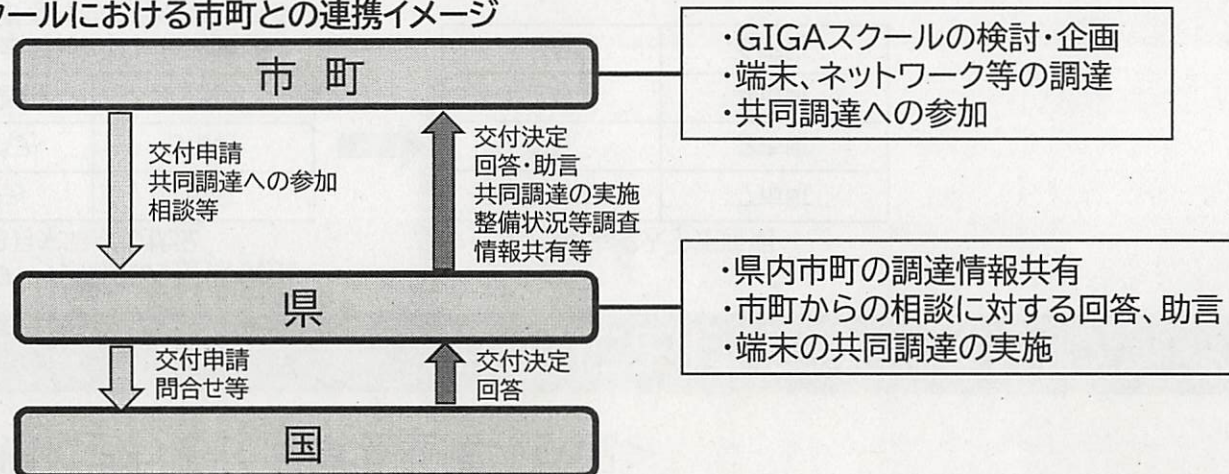 クールにおける市町との連携イメージ
市 町
・GIGAスクールの検討・企画
・端末、ネットワーク等の調達
・共同調達への参加
交付申請
共同調達への参加
相談等
交付決定
回答・助言
共同調達の実施
整備状況等調査
情報共有等
県
・県内市町の調達情報共有
・市町からの相談に対する回答、助言
・端末の共同調達の実施
交付申請
問合せ等
交付決定
回答
国